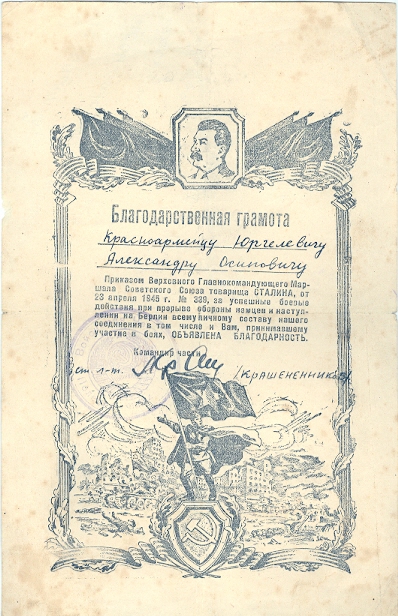 Благодарственная грамота
Красноармейцу Юргелевичу
Александру Осиповичу
Приказом Верховного Главнокомандующего Мар-
шала Советского Союза товарища СТАЛИНА, от
23 апреля 1945 г. № 339, за успешные боевые
действия при прорыве обороны немцев и наступ-
лении на Берлин всему личному составу нашего
соединения в том числе и Вам, принимавшему
участие в боях, ОБЪЯВЛЕНА БЛАГОДАРНОСТЬ.
Командир части
ст. л-т. /КРАШЕНЕННИКОВ/